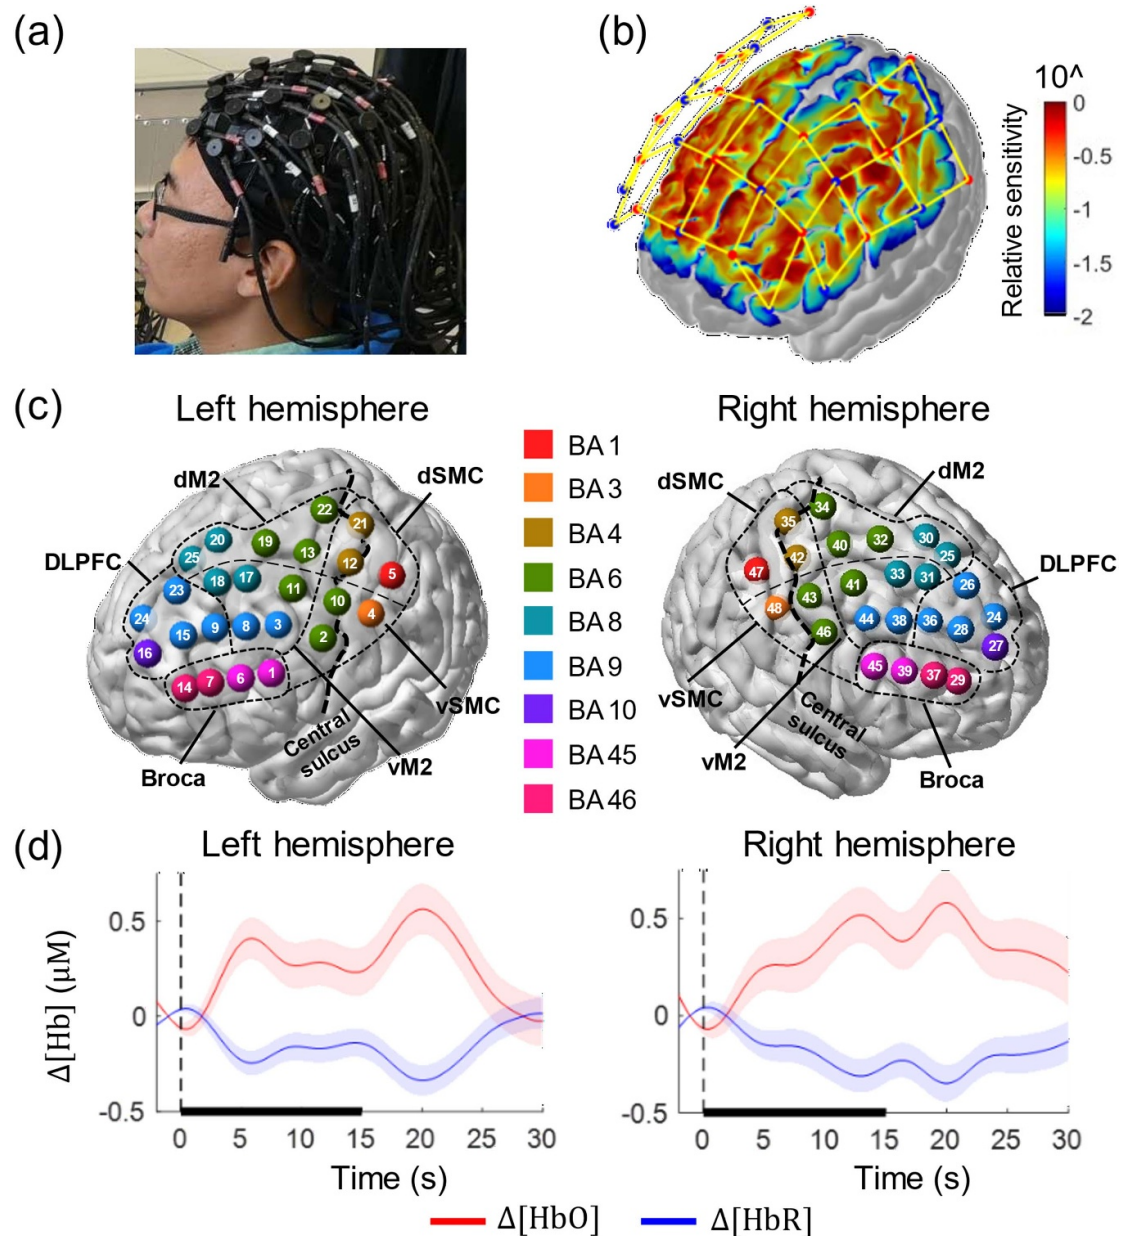 (a)
(b)
10^
0
-0.5
-1
-1.5
-2
Relative sensitivity
(c)
Left hemisphere
Right hemisphere
dM2
dSMC
DLPFC
22
21
20
19
13
12
25
5
18
17
11
23
10
4
24
15
9
8
3
2
16
14
7
6
1
vSMC
Central
sulcus
Broca
vM2
BA 1
BA 3
BA 4
BA 6
BA 8
BA 9
BA 10
BA 45
BA 46
dSMC
dM2
DLPFC
34
35
40
32
30
25
42
47
33
31
26
41
43
48
44
38
36
28
24
46
27
45
39
37
29
vSMC
Central
sulcus
vM2
Broca
(d)
Left hemisphere
Right hemisphere
Δ[Hb] (μM)
0.5
0
-0.5
0 5 10 15 20 25 30
Time (s)
0.5
0
-0.5
0 5 10 15 20 25 30
Time (s)
Δ[HbO] Δ[HbR]